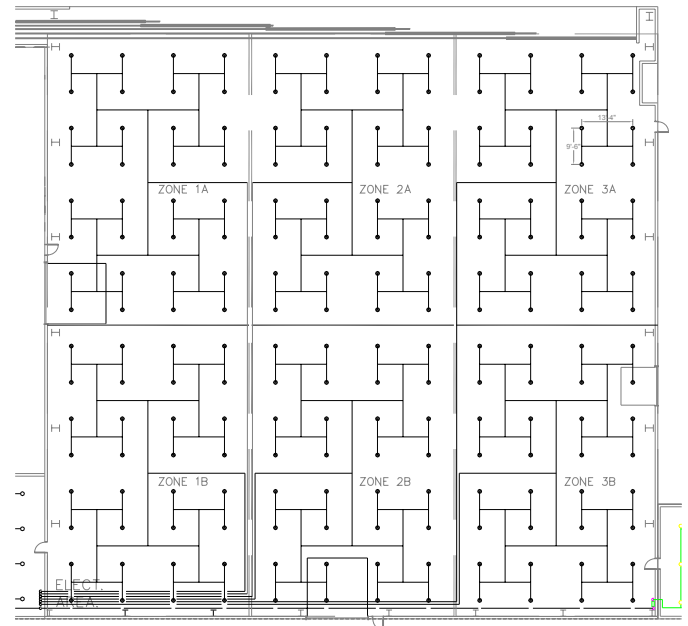 13'-4"
9'-6"
ZONE 1A
ZONE 2A
ZONE 3A
ZONE 1B
ZONE 2B
ZONE 3B
ELECT.
AREA.